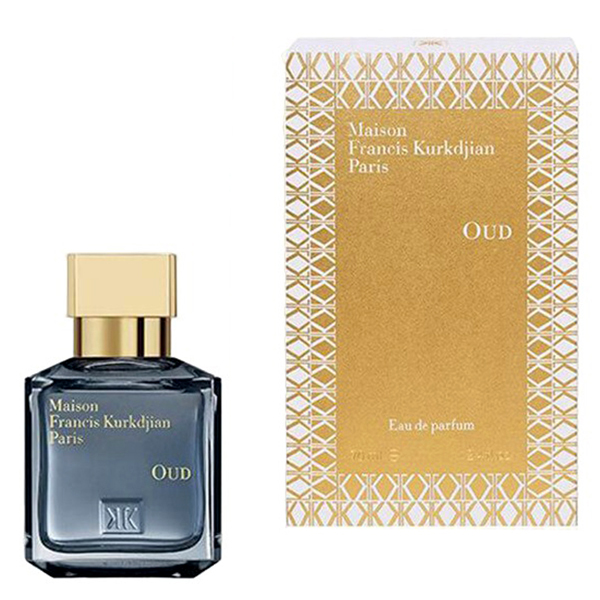 Maison
Francis Kurkdjian
Paris
OUD
Eau de parfum
Maison
Francis Kurkdjian
Paris
OUD